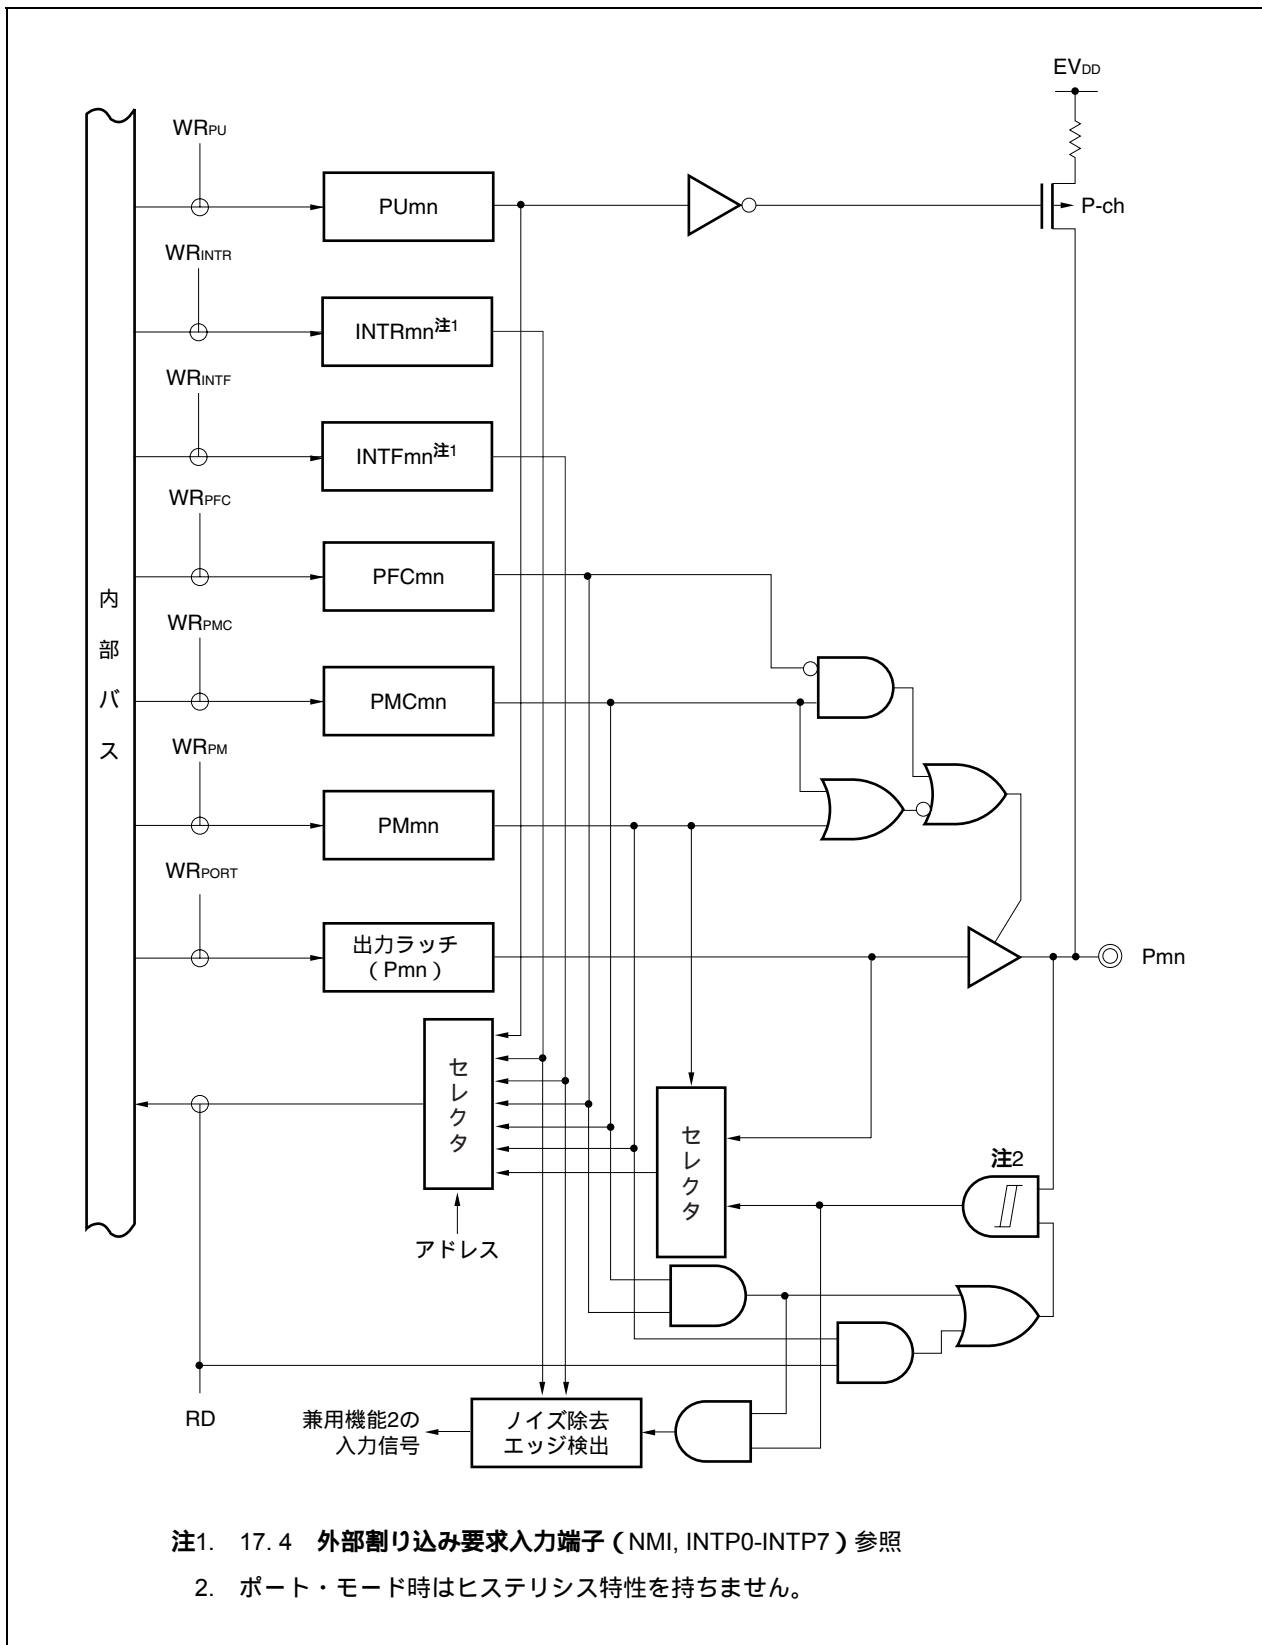 EVDD
WRPU
PUmn
P-ch
WRINTR
INTRmn注1
WRINTF
INTFmn注1
WRPFC
PFCmn
内部バス
WRPMC
PMCmn
WRPM
PMmn
WRPORT
出力ラッチ
（Pmn）
Pmn
セレクタ
セレクタ
注2
アドレス
RD
兼用機能2の
入力信号
ノイズ除去
エッジ検出
注1. 17. 4 外部割り込み要求入力端子（NMI, INTP0-INTP7）参照
2. ポート・モード時はヒステリシス特性を持ちません。